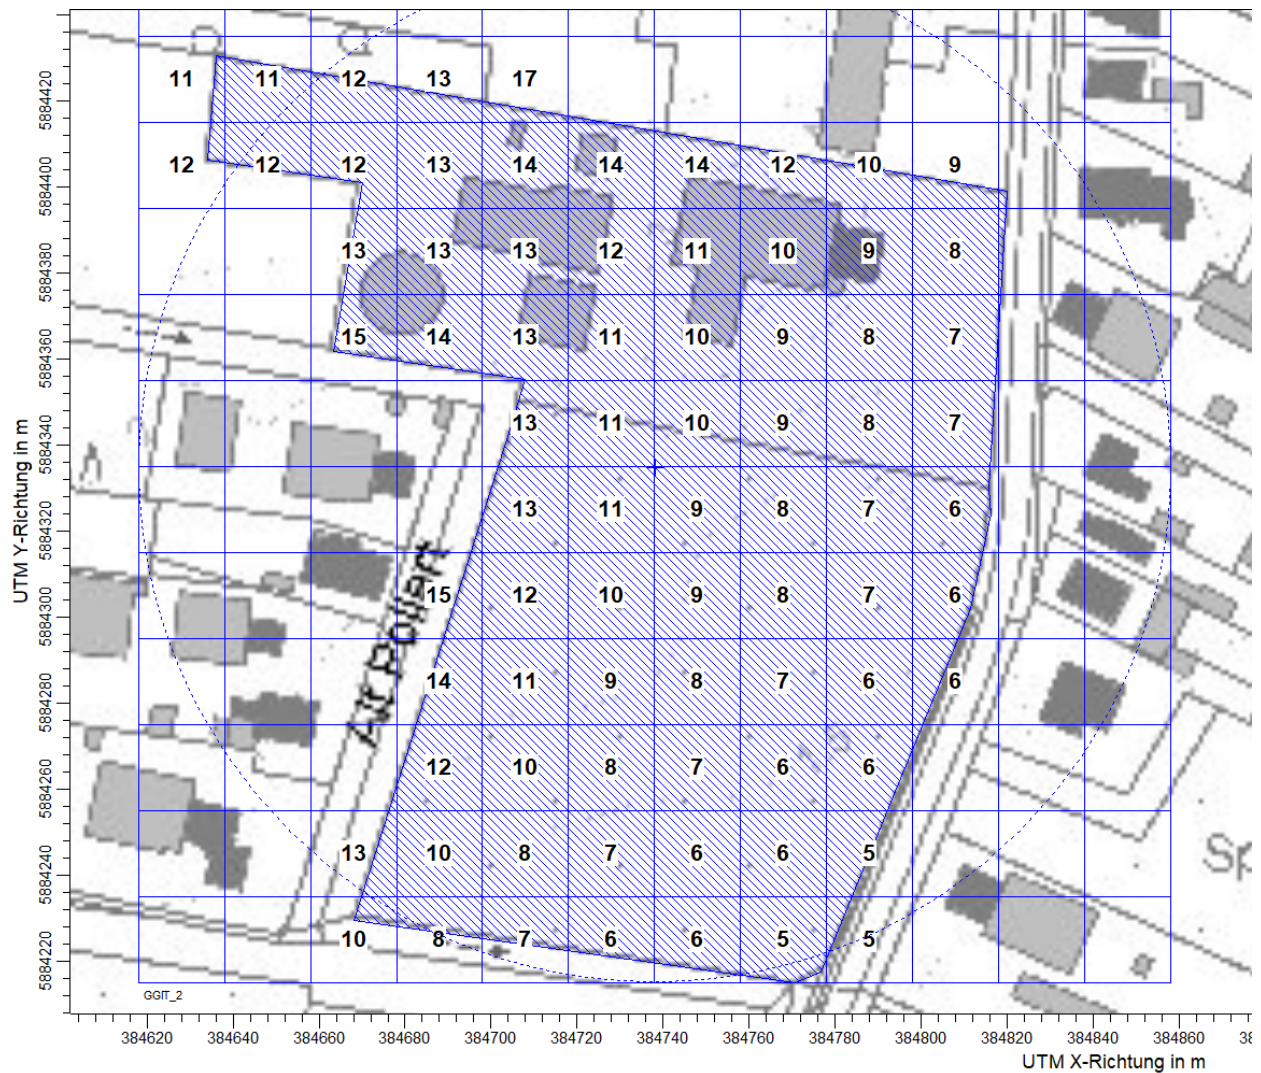 11 11 12 13 17
5884420
12 12 12 13 14 14 14 12 10 9
5884400
13 13 13 12 11 10 9 8
5884380
15 14 13 11 10 9 8 7
5884360
13 11 10 9 8 7
5884340
13 11 9 8 7 6
5884320
15 12 10 9 8 7 6
5884300
Alt Pollart
14 11 9 8 7 6 6
5884280
12 10 8 7 6 6
5884260
13 10 8 7 6 6 5
5884240
Sp
10 8 7 6 6 5 5
5884220
UTM Y-Richtung in m
GGIT_2
384620 384640 384660 384680 384700 384720 384740 384760 384780 384800 384820 384840 384860 38
UTM X-Richtung in m